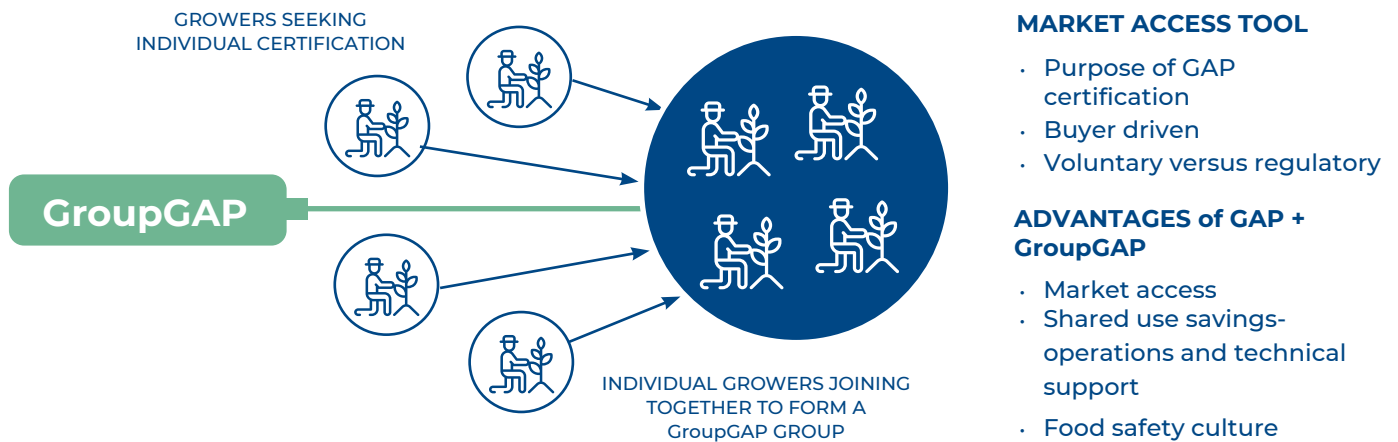 GROWERS SEEKING
INDIVIDUAL CERTIFICATION
GroupGAP
INDIVIDUAL GROWERS JOINING
TOGETHER TO FORM A
GroupGAP GROUP
MARKET ACCESS TOOL
· Purpose of GAP
certification
· Buyer driven
· Voluntary versus regulatory
ADVANTAGES of GAP +
GroupGAP
· Market access
· Shared use savings-
operations and technical
support
· Food safety culture